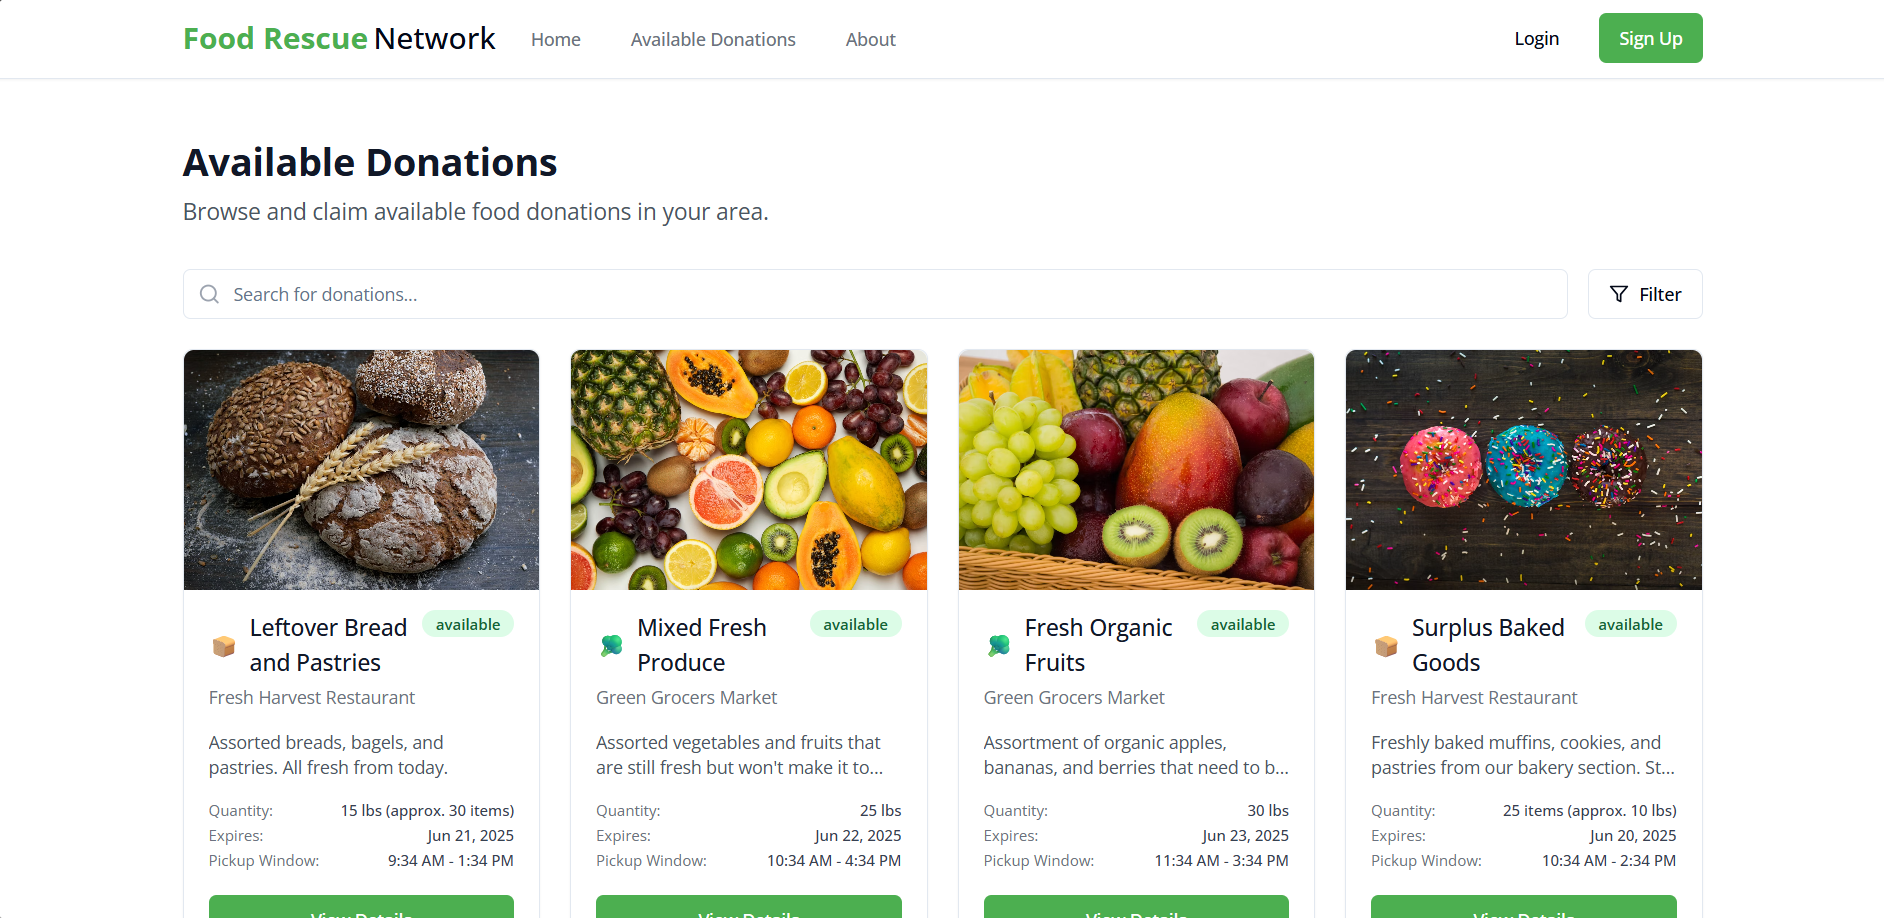 Food Rescue Network Home Available Donations About Login Sign Up
Available Donations
Browse and claim available food donations in your area.
Search for donations...
Filter
Leftover Bread
and Pastries
available
Fresh Harvest Restaurant
Assorted breads, bagels, and
pastries. All fresh from today.
Quantity: 15 lbs (approx. 30 items)
Expires: Jun 21, 2025
Pickup Window: 9:34 AM - 1:34 PM
View Details
Mixed Fresh
Produce
available
Green Grocers Market
Assorted vegetables and fruits that
are still fresh but won't make it to...
Quantity: 25 lbs
Expires: Jun 22, 2025
Pickup Window: 10:34 AM - 4:34 PM
View Details
Fresh Organic
Fruits
available
Green Grocers Market
Assortment of organic apples,
bananas, and berries that need to b...
Quantity: 30 lbs
Expires: Jun 23, 2025
Pickup Window: 11:34 AM - 3:34 PM
View Details
Surplus Baked
Goods
available
Fresh Harvest Restaurant
Freshly baked muffins, cookies, and
pastries from our bakery section. St...
Quantity: 25 items (approx. 10 lbs)
Expires: Jun 20, 2025
Pickup Window: 10:34 AM - 2:34 PM
View Details